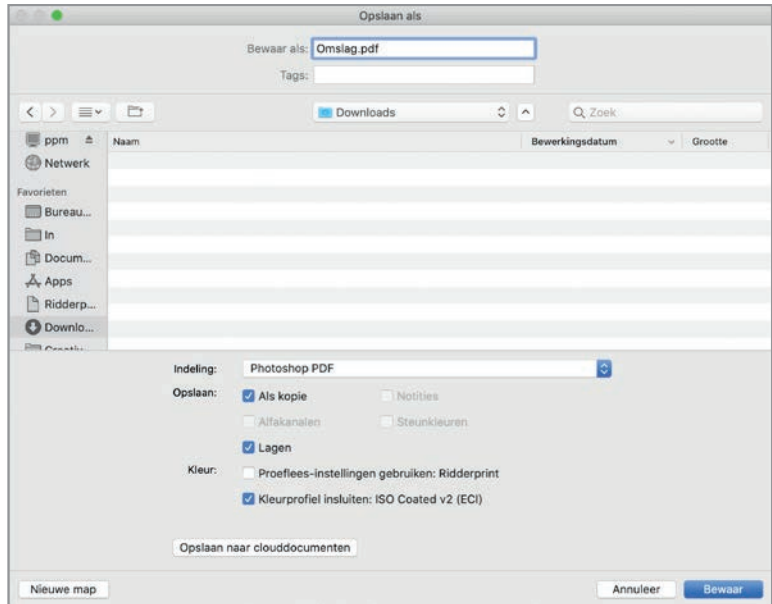 Opslaan als
Bewaar als: Omslag.pdf
Tags:
Downloads
Zoek
ppm
Naam
Bewerkingsdatum
Grootte
Netwerk
Favorieten
Bureau...
In
Docum...
Apps
Ridderp...
Downlo...
Creativ...
Indeling: Photoshop PDF
Opslaan: Als kopie Notities
Alfakanalen Steunkleuren
Lagen
Kleur: Proeflees-instellingen gebruiken: Ridderprint
Kleurprofiel insluiten: ISO Coated v2 (ECI)
Opslaan naar clouddocumenten
Nieuwe map Annuleer Bewaar